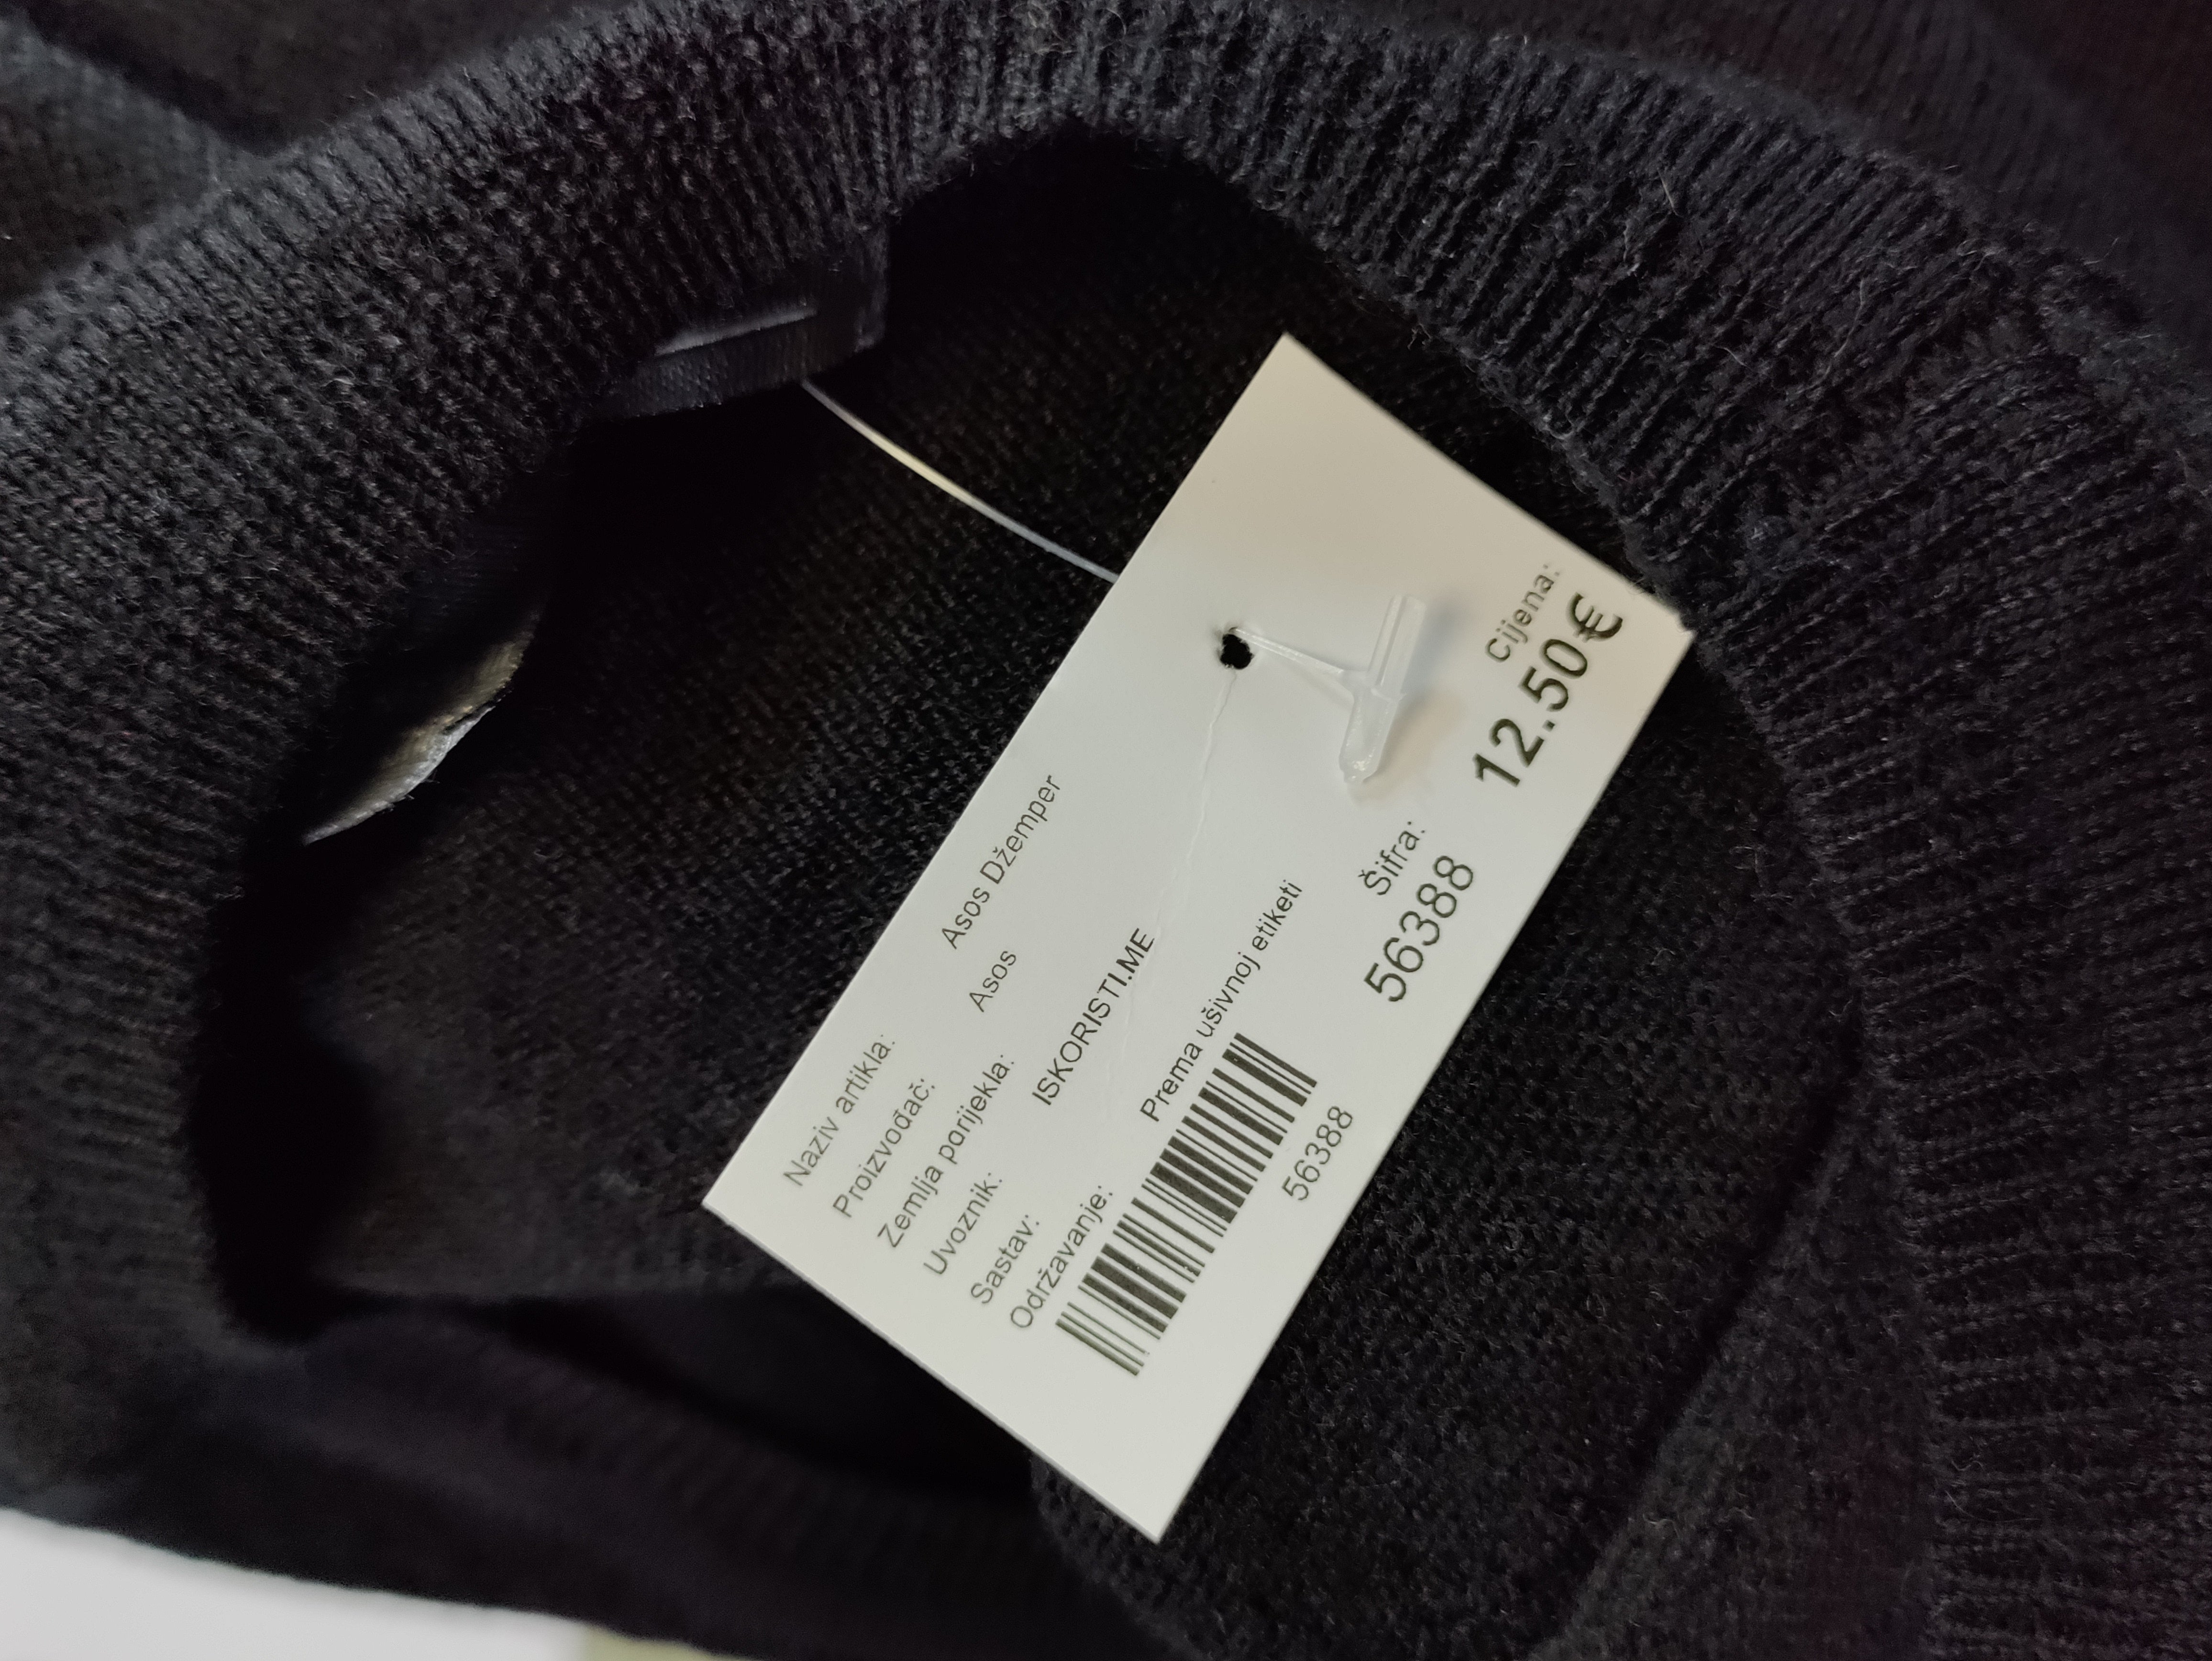 Naziv artikla: Asos Džemper
Proizvođač: Asos
Zemlja porijekla:
Uvoznik: ISKORISTI.ME
Sastav:
Održavanje: Prema ušivnoj etiketi
56388
Šifra:
56388
Cijena:
12.50€